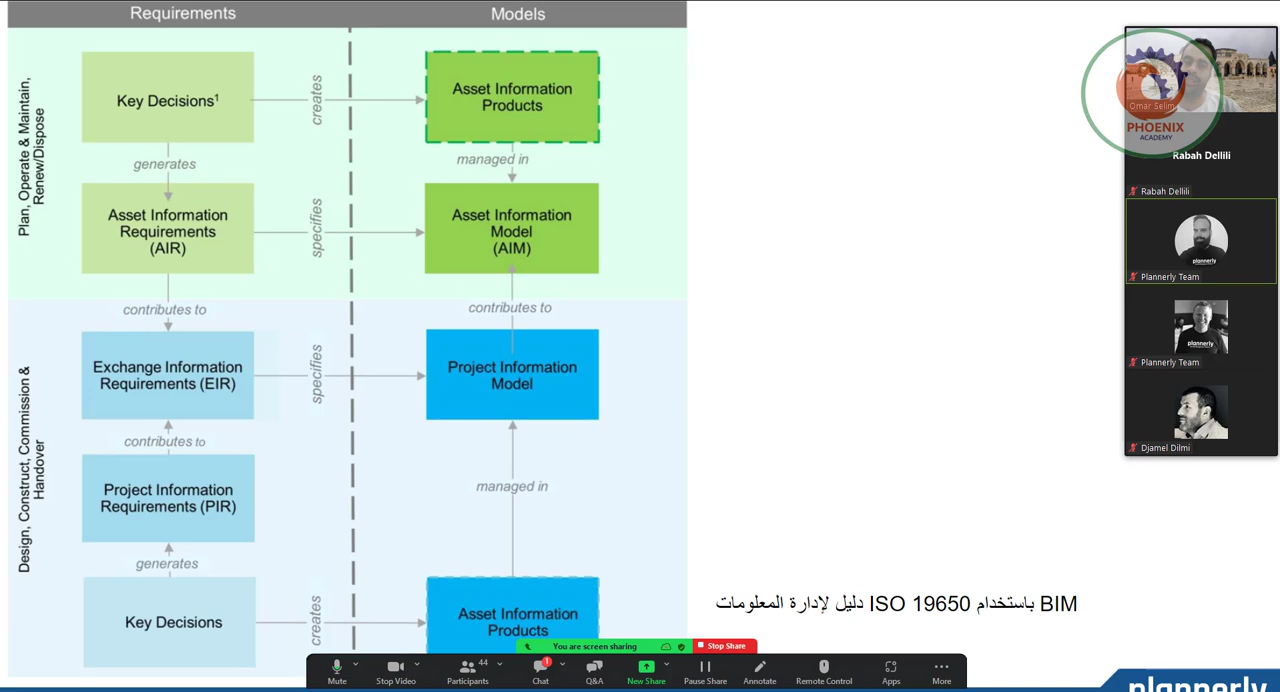 Requirements
Models
Plan, Operate & Maintain,
Renew/Dispose
Key Decisions¹
creates
Asset Information
Products
generates
managed in
Asset Information
Requirements
(AIR)
specifies
Asset Information
Model
(AIM)
contributes to
contributes to
Design, Construct, Commission &
Handover
Exchange Information
Requirements (EIR)
specifies
Project Information
Model
contributes to
Project Information
Requirements (PIR)
managed in
generates
Key Decisions
creates
Asset Information
Products
دليل لإدارة المعلومات ISO 19650 باستخدام BIM
Omar Selim
PHOENIX
ACADEMY
Rabah Dellili
Rabah Dellili
plannerly
Plannerly Team
plannerly
Plannerly Team
Djamel Dilmi
You are screen sharing
Stop Share
Mute
Stop Video
44
Participants
1
Chat
Q&A
New Share
Pause Share
Annotate
Remote Control
Apps
More
plannerly